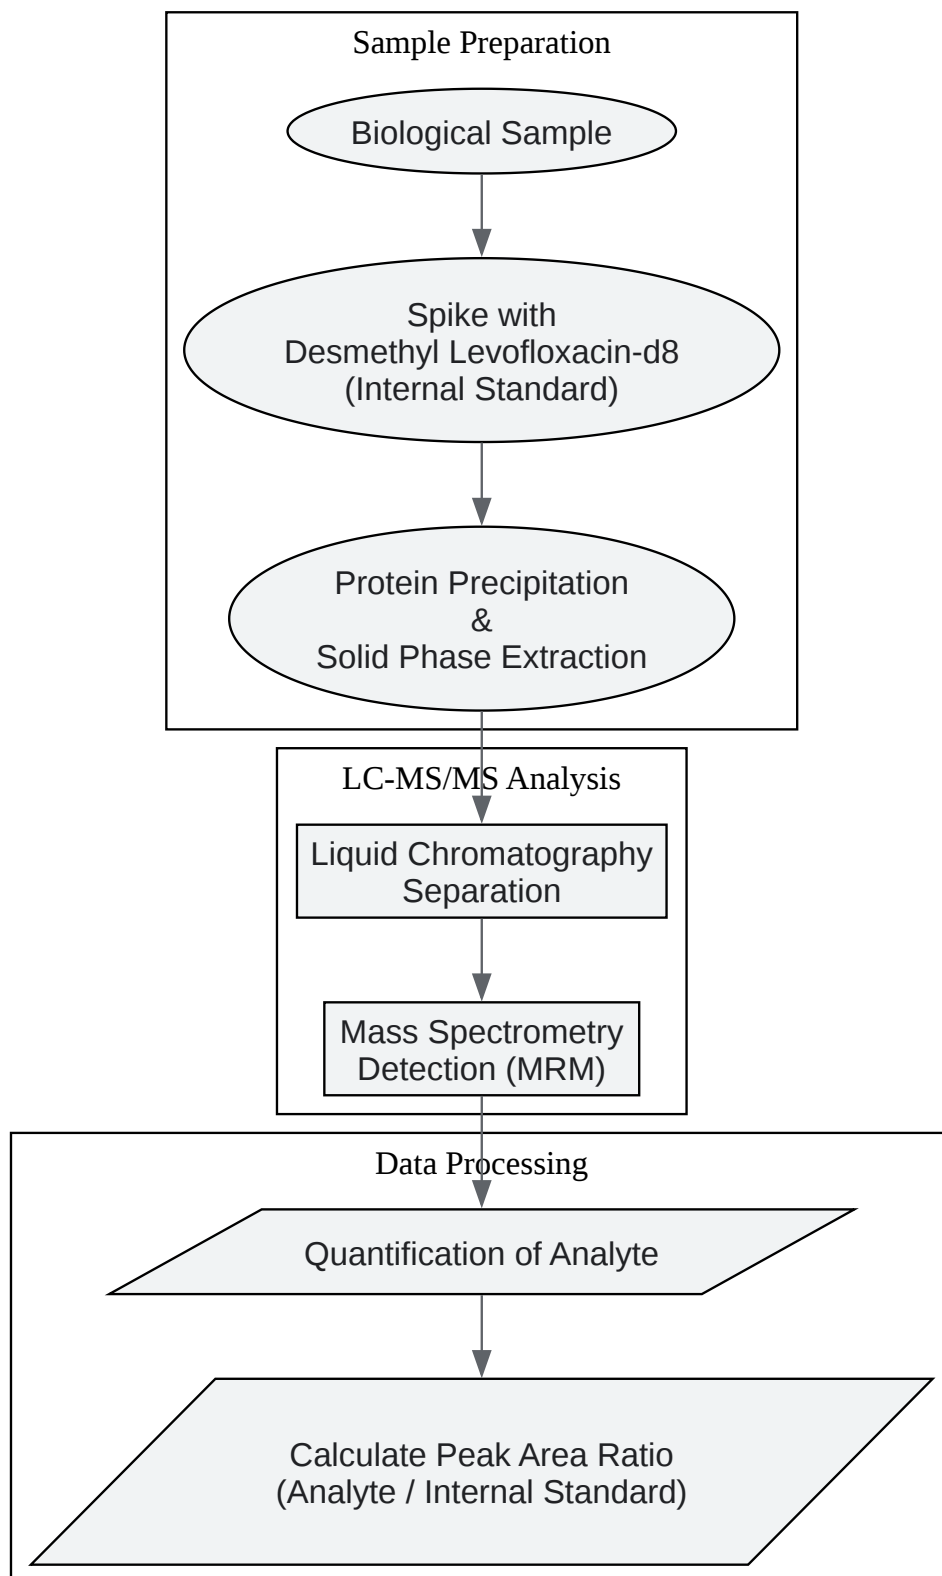 Sample Preparation
Biological Sample
Spike with
Desmethyl Levofloxacin-d8
(Internal Standard)
Protein Precipitation
&
Solid Phase Extraction
LC-MS/MS Analysis
Liquid Chromatography
Separation
Mass Spectrometry
Detection (MRM)
Data Processing
Quantification of Analyte
Calculate Peak Area Ratio
(Analyte / Internal Standard)